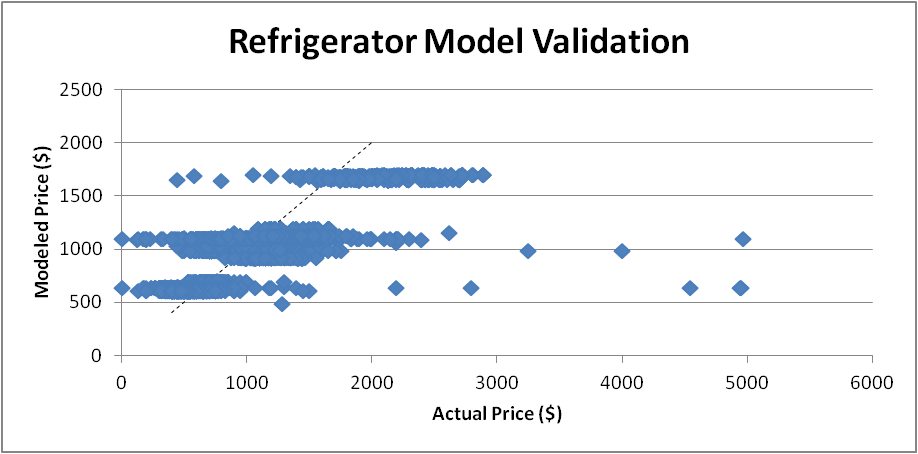 Refrigerator Model Validation
Modeled Price ($)
2500
2000
1500
1000
500
0
0 1000 2000 3000 4000 5000 6000
Actual Price ($)